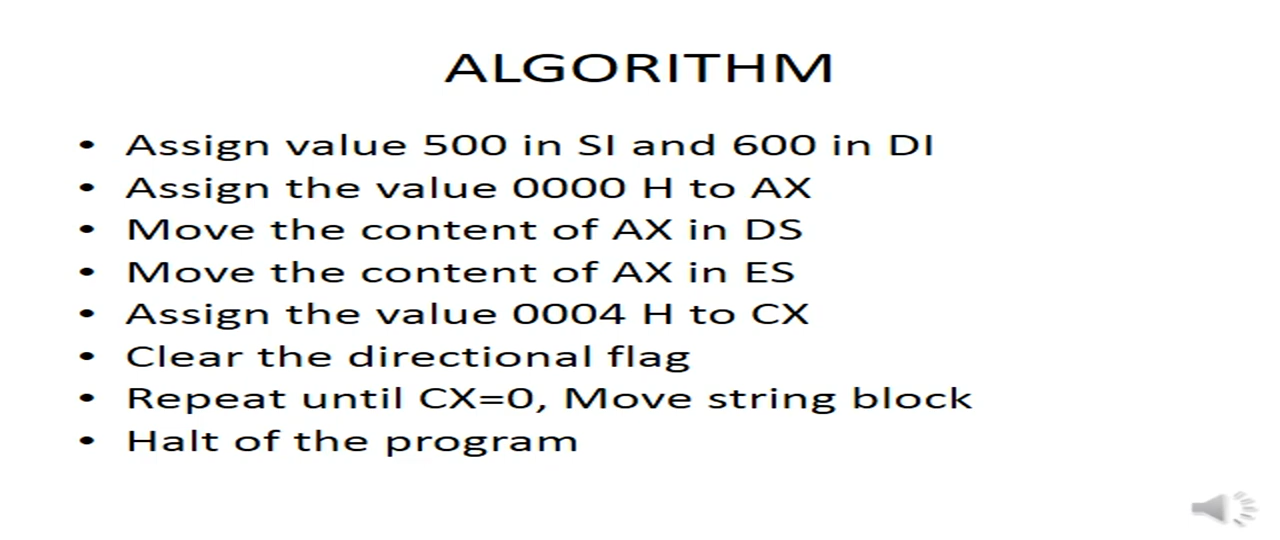 ALGORITHM
• Assign value 500 in SI and 600 in DI
• Assign the value 0000 H to AX
• Move the content of AX in DS
• Move the content of AX in ES
• Assign the value 0004 H to CX
• Clear the directional flag
• Repeat until CX=0, Move string block
• Halt of the program